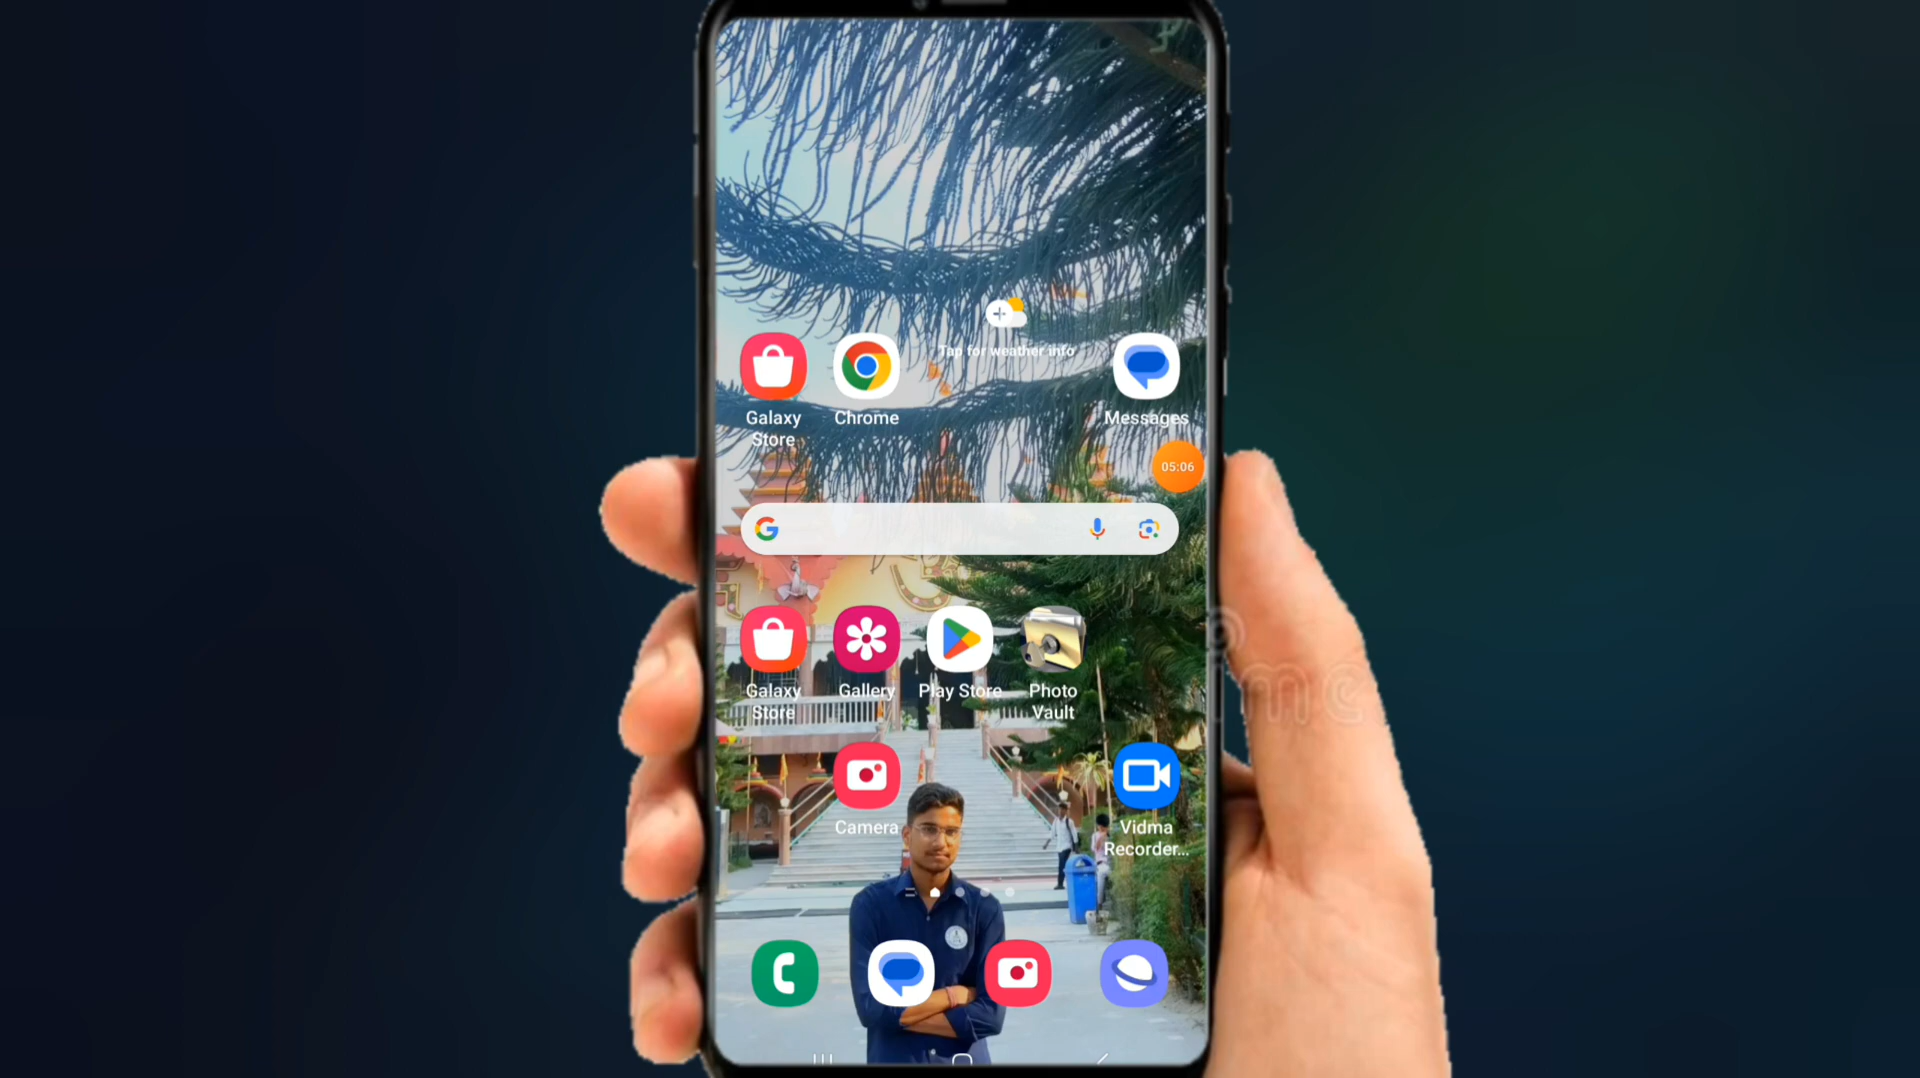 Tap for weather info
Galaxy
Store
Chrome
Messages
05:06
Galaxy
Store
Gallery
Play Store
Photo
Vault
Camera
Vidma
Recorder...